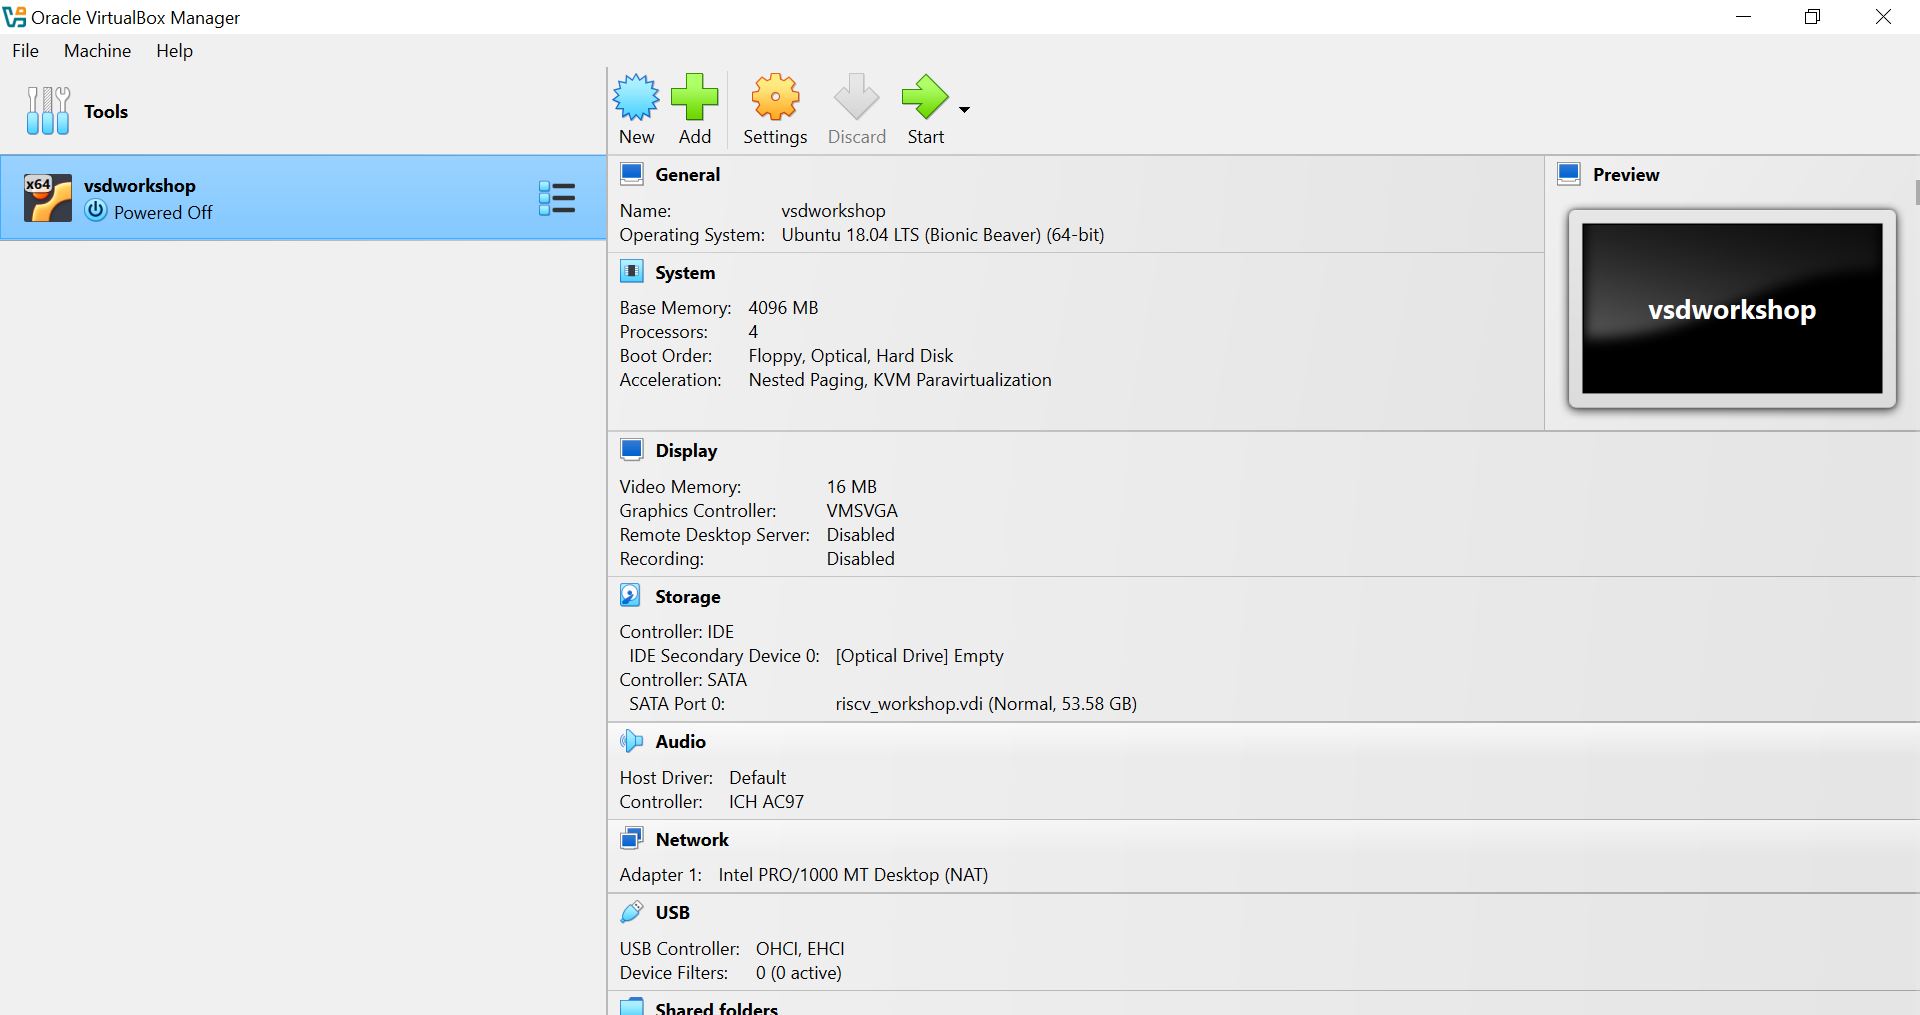 Oracle VirtualBox Manager
File Machine Help
Tools
New Add Settings Discard Start
x64 vsdworkshop
Powered Off
General
Name: vsdworkshop
Operating System: Ubuntu 18.04 LTS (Bionic Beaver) (64-bit)
Preview
vsdworkshop
System
Base Memory: 4096 MB
Processors: 4
Boot Order: Floppy, Optical, Hard Disk
Acceleration: Nested Paging, KVM Paravirtualization
Display
Video Memory: 16 MB
Graphics Controller: VMSVGA
Remote Desktop Server: Disabled
Recording: Disabled
Storage
Controller: IDE
IDE Secondary Device 0: [Optical Drive] Empty
Controller: SATA
SATA Port 0: riscv_workshop.vdi (Normal, 53.58 GB)
Audio
Host Driver: Default
Controller: ICH AC97
Network
Adapter 1: Intel PRO/1000 MT Desktop (NAT)
USB
USB Controller: OHCI, EHCI
Device Filters: 0 (0 active)
Shared folders